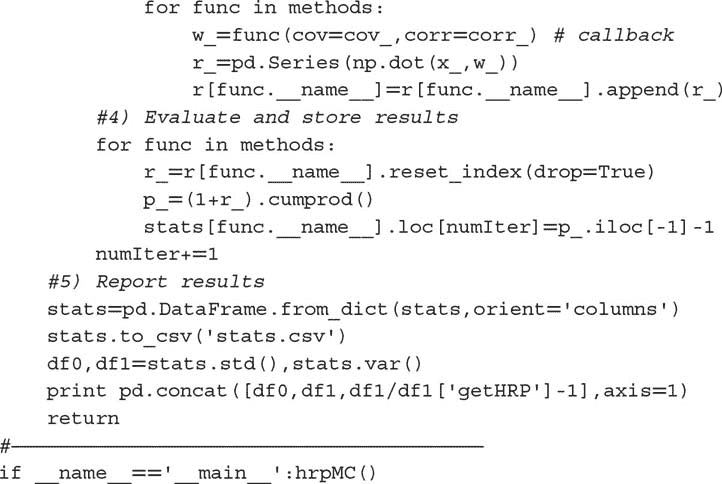 for func in methods:
                w_=func(cov=cov_,corr=corr_) # callback
                r_=pd.Series(np.dot(x_,w_))
                r[func.__name__]=r[func.__name__].append(r_)
        #4) Evaluate and store results
        for func in methods:
            r_=r[func.__name__].reset_index(drop=True)
            p_=(1+r_).cumprod()
            stats[func.__name__].loc[numIter]=p_.iloc[-1]-1
        numIter+=1
    #5) Report results
    stats=pd.DataFrame.from_dict(stats,orient='columns')
    stats.to_csv('stats.csv')
    df0,df1=stats.std(),stats.var()
    print pd.concat([df0,df1,df1/df1['getHRP']-1],axis=1)
    return
#———————————————————————————————————————
if __name__=='__main__':hrpMC()